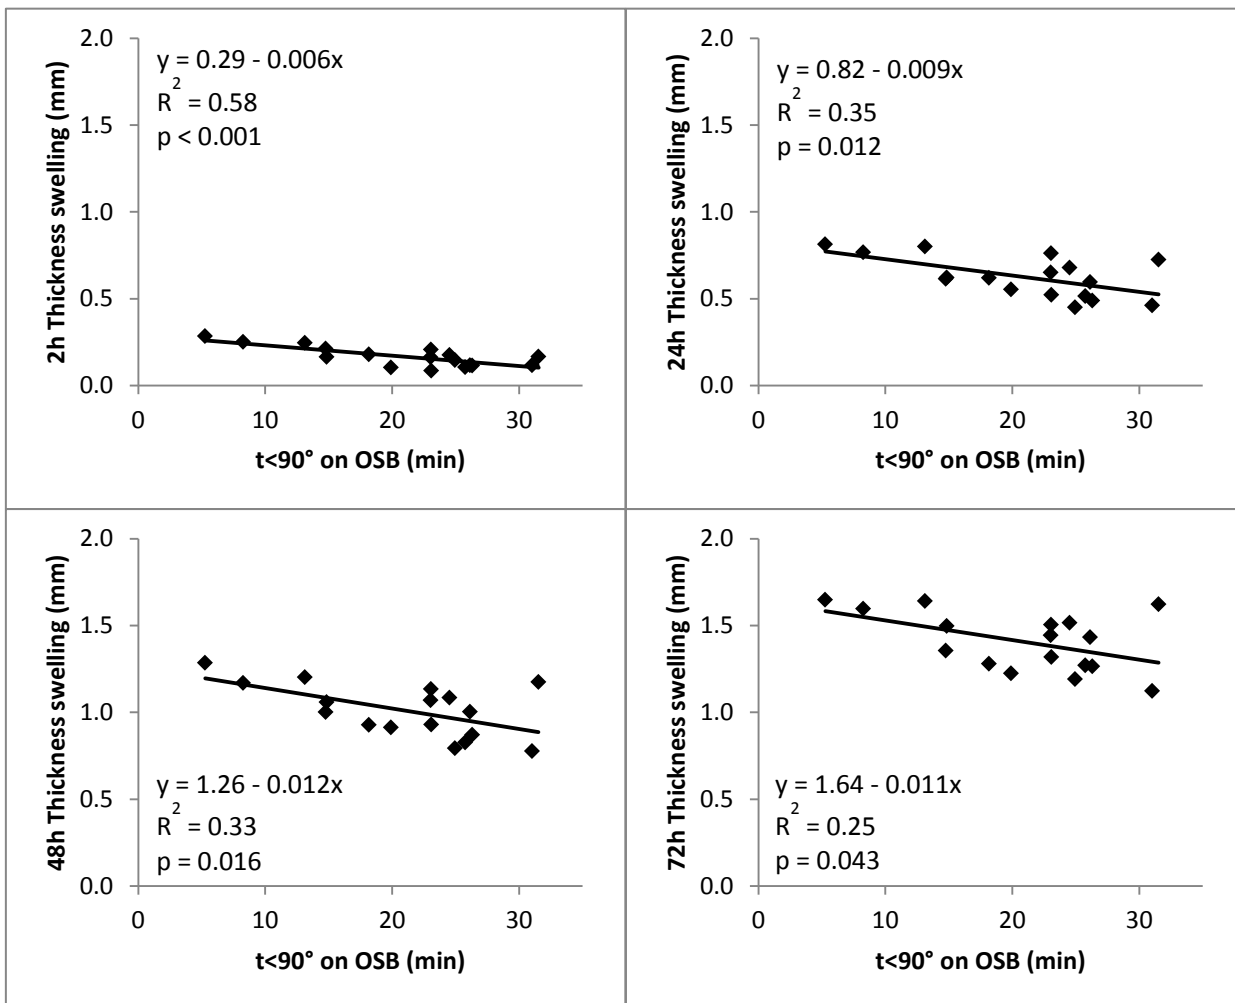 2h Thickness swelling (mm)
2.0
1.5
1.0
0.5
0.0
y = 0.29 - 0.006x
R² = 0.58
p < 0.001
0 10 20 30
t<90° on OSB (min)
24h Thickness swelling (mm)
2.0
1.5
1.0
0.5
0.0
y = 0.82 - 0.009x
R² = 0.35
p = 0.012
0 10 20 30
t<90° on OSB (min)
48h Thickness swelling (mm)
2.0
1.5
1.0
0.5
0.0
y = 1.26 - 0.012x
R² = 0.33
p = 0.016
0 10 20 30
t<90° on OSB (min)
72h Thickness swelling (mm)
2.0
1.5
1.0
0.5
0.0
y = 1.64 - 0.011x
R² = 0.25
p = 0.043
0 10 20 30
t<90° on OSB (min)